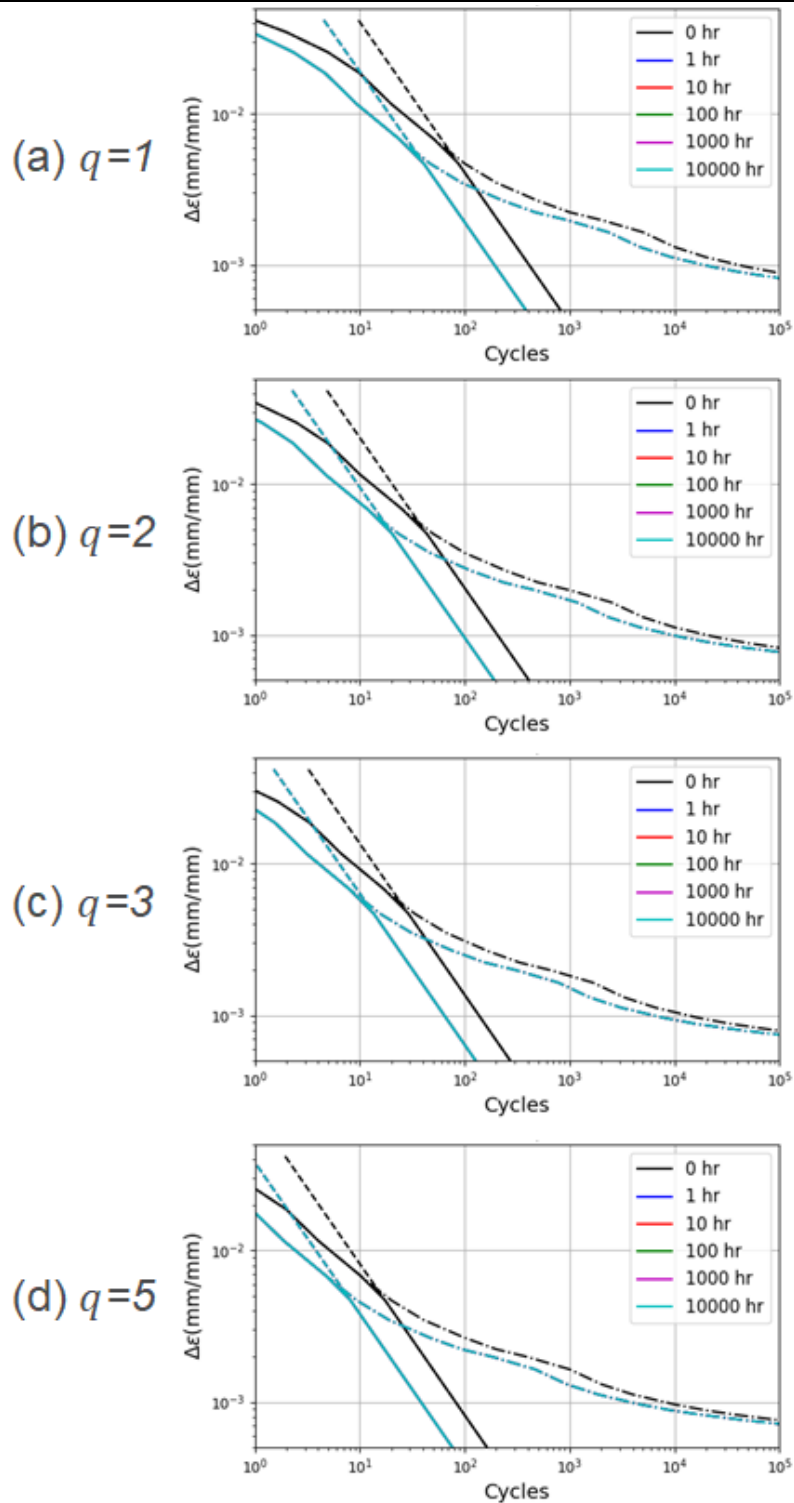 (a) q=1
Δε(mm/mm)
10⁻²
10⁻³
0 hr
1 hr
10 hr
100 hr
1000 hr
10000 hr
10⁰ 10¹ 10² 10³ 10⁴ 10⁵
Cycles
(b) q=2
Δε(mm/mm)
10⁻²
10⁻³
0 hr
1 hr
10 hr
100 hr
1000 hr
10000 hr
10⁰ 10¹ 10² 10³ 10⁴ 10⁵
Cycles
(c) q=3
Δε(mm/mm)
10⁻²
10⁻³
0 hr
1 hr
10 hr
100 hr
1000 hr
10000 hr
10⁰ 10¹ 10² 10³ 10⁴ 10⁵
Cycles
(d) q=5
Δε(mm/mm)
10⁻²
10⁻³
0 hr
1 hr
10 hr
100 hr
1000 hr
10000 hr
10⁰ 10¹ 10² 10³ 10⁴ 10⁵
Cycles